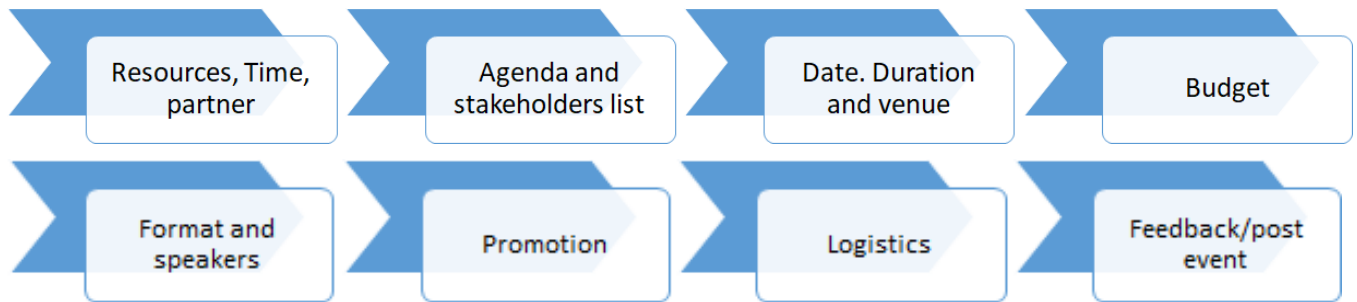 Resources, Time,
partner
Agenda and
stakeholders list
Date. Duration
and venue
Budget
Format and
speakers
Promotion
Logistics
Feedback/post
event